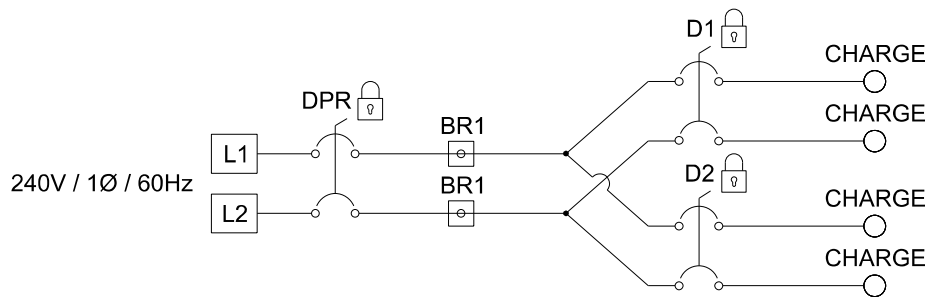 D1
CHARGE
DPR
BR1
CHARGE
L1
240V / 1Ø / 60Hz
BR1
D2
L2
CHARGE
CHARGE